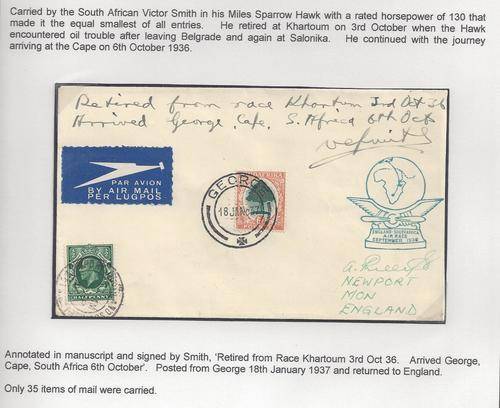 Carried by the South African Victor Smith in his Miles Sparrow Hawk with a rated horsepower of 130 that
made it the equal smallest of all entries. He retired at Khartoum on 3rd October when the Hawk
encountered oil trouble after leaving Belgrade and again at Salonika. He continued with the journey
arriving at the Cape on 6th October 1936.
Retired from race Khartoum 3rd Oct 36
Arrived George, Cape, S. Africa 6th Oct
PAR AVION
BY AIR MAIL
PER LUGPOS
GEORGE
18 JAN
ENGLAND-SOUTH AFRICA
AIR RACE
SEPTEMBER 1936
HALFPENNY
NEWPORT
MON
ENGLAND
Annotated in manuscript and signed by Smith, 'Retired from Race Khartoum 3rd Oct 36. Arrived George,
Cape, South Africa 6th October'. Posted from George 18th January 1937 and returned to England.
Only 35 items of mail were carried.